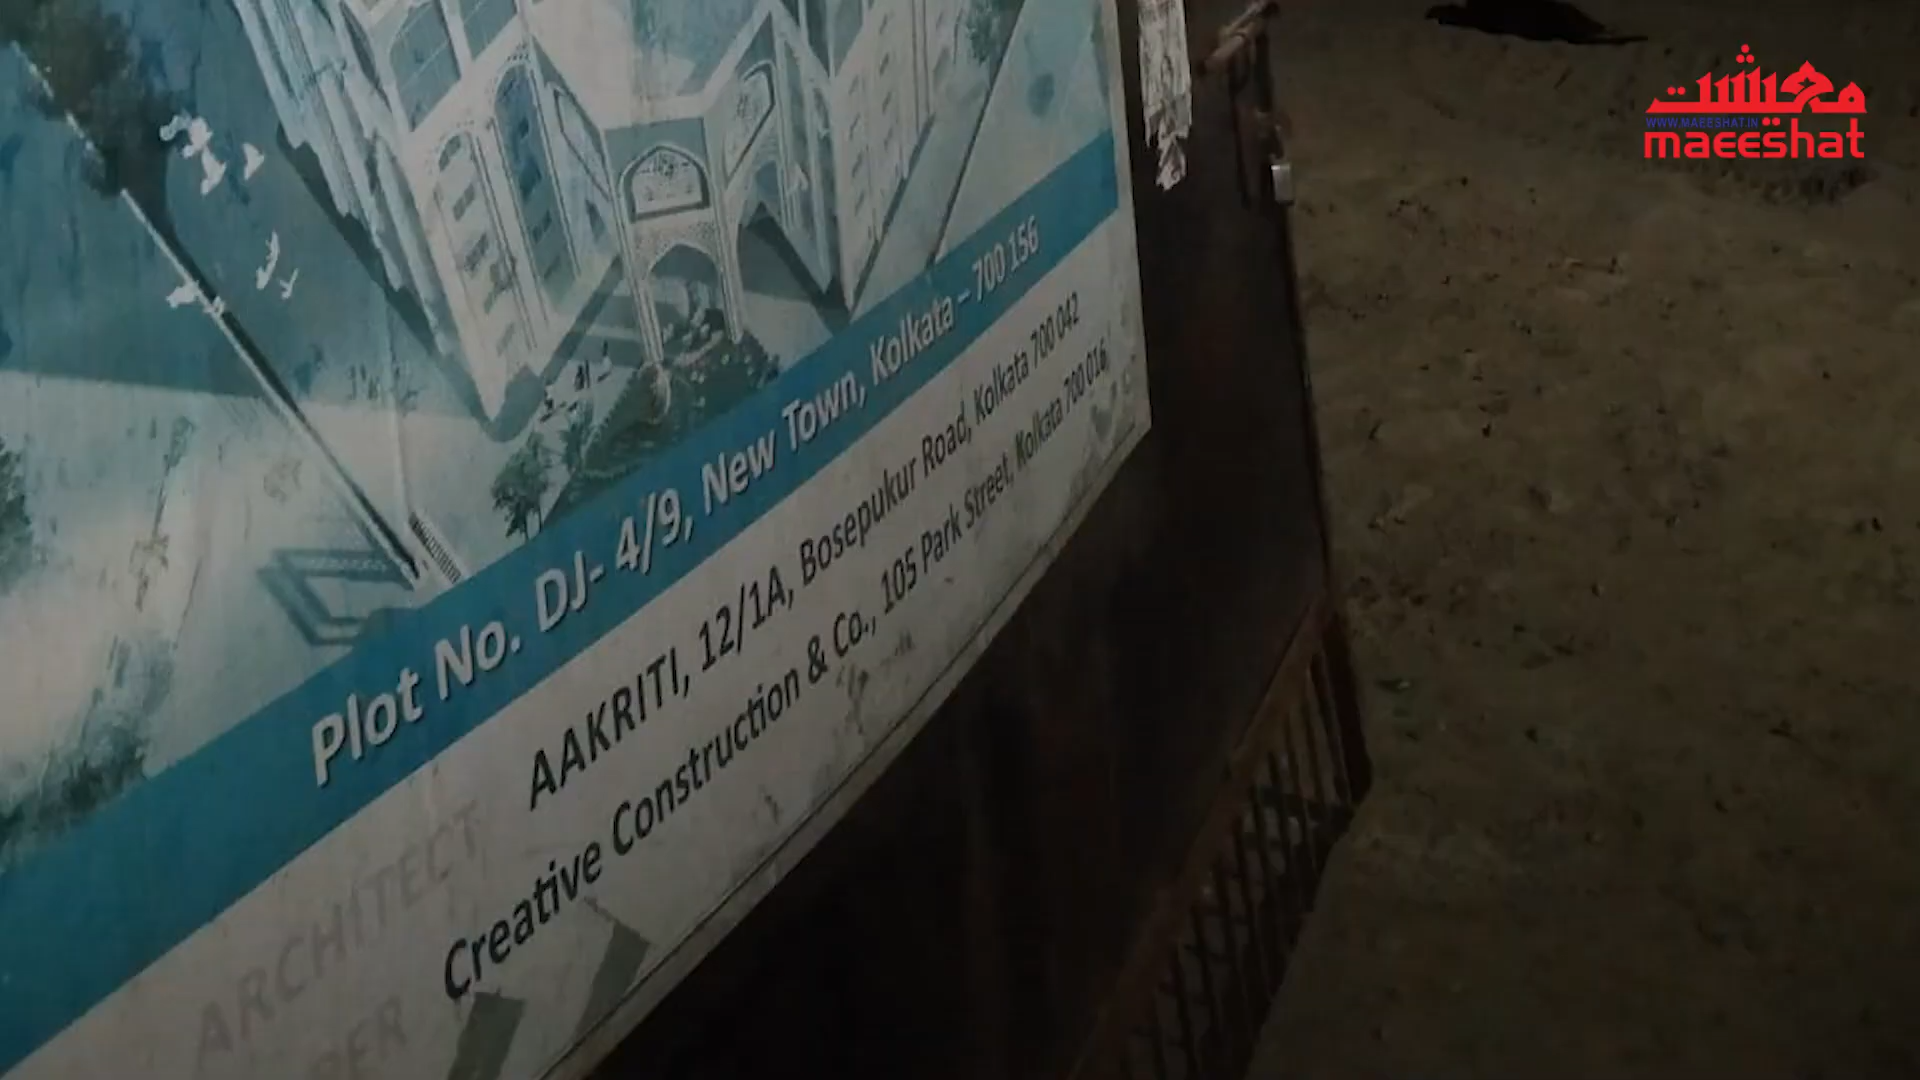 معیشت
WWW.MAEESHAT.IN
maeeshat
Plot No. DJ- 4/9, New Town, Kolkata – 700 156
ARCHITECT AAKRITI, 12/1A, Bosepukur Road, Kolkata 700 042
Creative Construction & Co., 105 Park Street, Kolkata 700 016